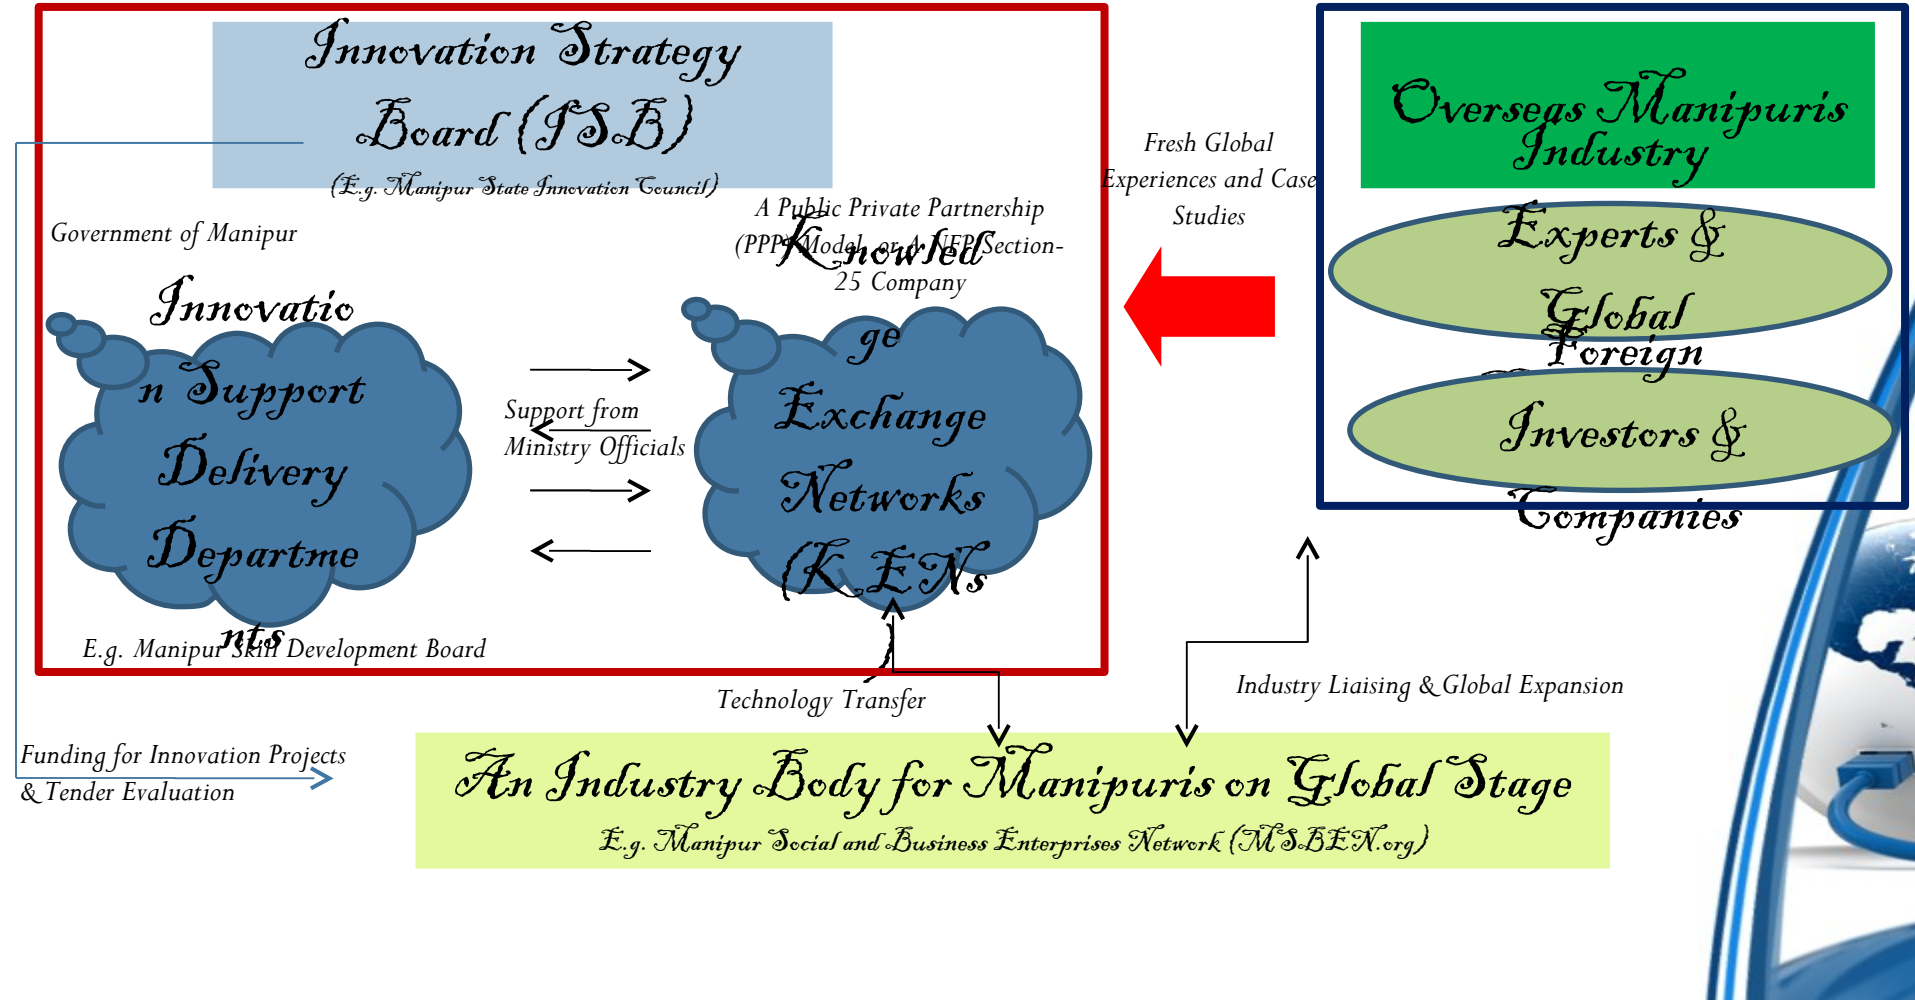 Innovation Strategy
Board (ISB)
(E.g. Manipur State Innovation Council)
Government of Manipur
A Public Private Partnership
(PPP) Model or A NFP Section-
25 Company
Innovatio
n Support
Delivery
Departme
nts
E.g. Manipur Skill Development Board
Support from
Ministry Officials
Knowled
ge
Exchange
Networks
(KENs
)
Fresh Global
Experiences and Case
Studies
Overseas Manipuris
Industry
Experts &
Global
Foreign
Investors &
Companies
Technology Transfer
Industry Liaising & Global Expansion
Funding for Innovation Projects
& Tender Evaluation
An Industry Body for Manipuris on Global Stage
E.g. Manipur Social and Business Enterprises Network (MSBEN.org)